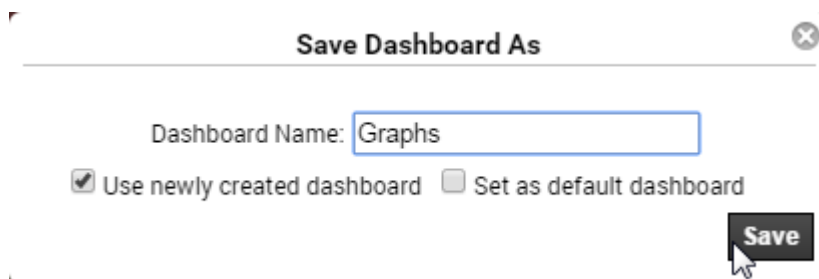 Save Dashboard As
Dashboard Name: Graphs
Use newly created dashboard Set as default dashboard
Save